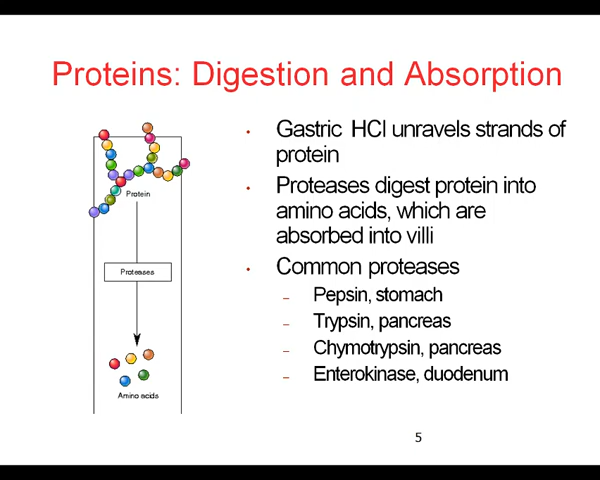 Proteins: Digestion and Absorption
Protein
Proteases
Amino acids
• Gastric HCl unravels strands of
protein
• Proteases digest protein into
amino acids, which are
absorbed into villi
• Common proteases
– Pepsin, stomach
– Trypsin, pancreas
– Chymotrypsin, pancreas
– Enterokinase, duodenum
5